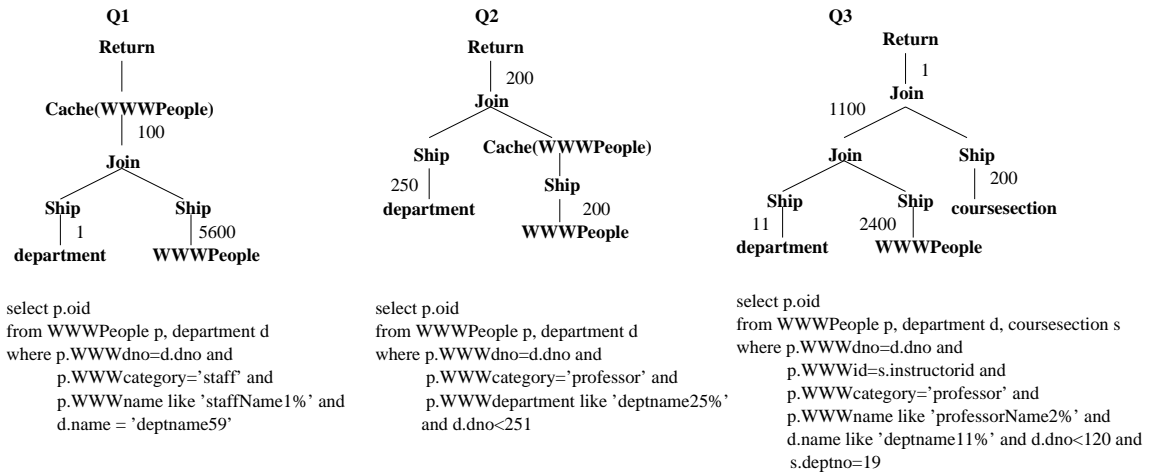 Q1
Return
Cache(WWWPeople)
100
Join
Ship
Ship
1
5600
department
WWWPeople
select p.oid
from WWWPeople p, department d
where p.WWWdno=d.dno and
p.WWWcategory='staff' and
p.WWWname like 'staffName1%' and
d.name = 'deptname59'
Q2
Return
200
Join
Ship
Cache(WWWPeople)
250
Ship
department
200
WWWPeople
select p.oid
from WWWPeople p, department d
where p.WWWdno=d.dno and
p.WWWcategory='professor' and
p.WWWdepartment like 'deptname25%'
and d.dno<251
Q3
Return
1
Join
1100
Join
Ship
200
Ship
Ship
coursesection
11
2400
department
WWWPeople
select p.oid
from WWWPeople p, department d, coursesection s
where p.WWWdno=d.dno and
p.WWWid=s.instructorid and
p.WWWcategory='professor' and
p.WWWname like 'professorName2%' and
d.name like 'deptname11%' and d.dno<120 and
s.deptno=19